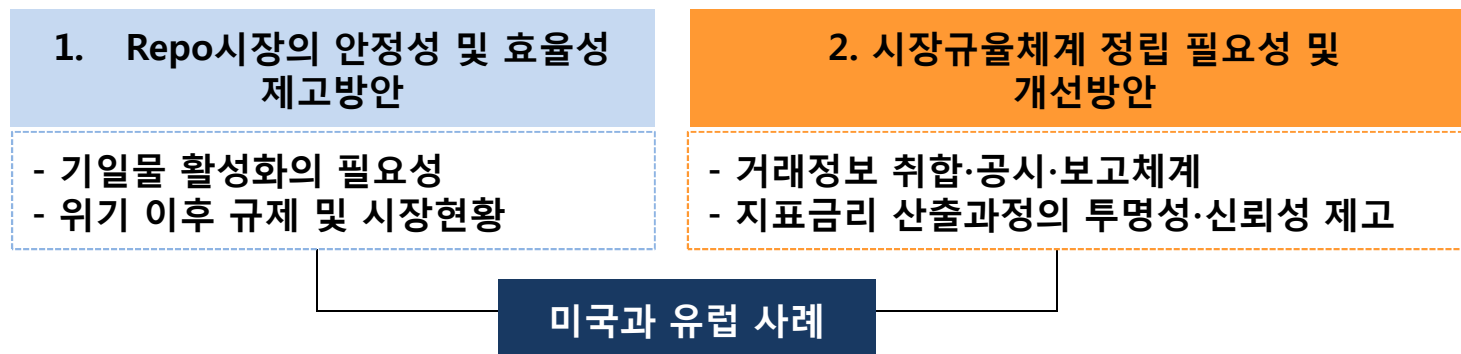 1. Repo시장의 안정성 및 효율성
제고방안
- 기일물 활성화의 필요성
- 위기 이후 규제 및 시장현황
2. 시장규율체계 정립 필요성 및
개선방안
- 거래정보 취합·공시·보고체계
- 지표금리 산출과정의 투명성·신뢰성 제고
미국과 유럽 사례